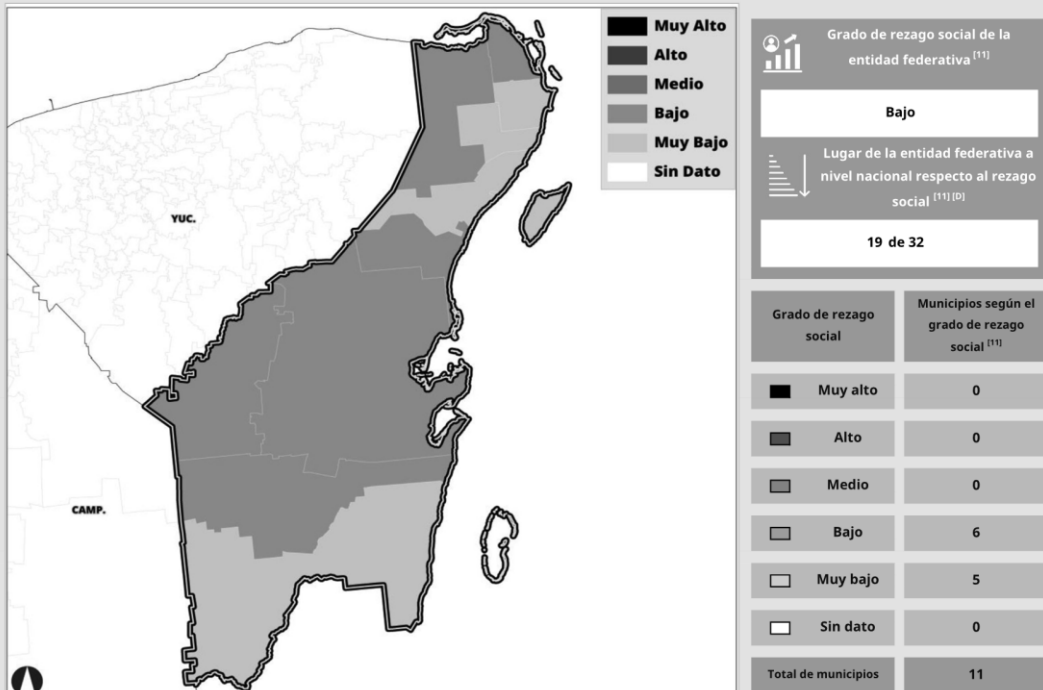 Muy Alto
Alto
Medio
Bajo
Muy Bajo
Sin Dato
YUC.
CAMP.
Grado de rezago social de la
entidad federativa [11]
Bajo
Lugar de la entidad federativa a
nivel nacional respecto al rezago
social [11] [D]
19 de 32
Grado de rezago
social
Municipios según el
grado de rezago
social [11]
Muy alto 0
Alto 0
Medio 0
Bajo 6
Muy bajo 5
Sin dato 0
Total de municipios 11